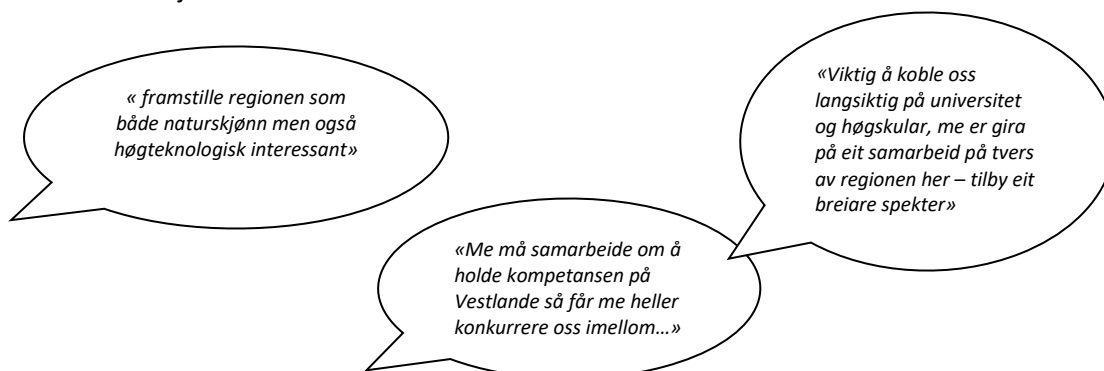 « framstille regionen som
både naturskjønn men også
høgteknologisk interessant»
«Viktig å koble oss
langsiktig på universitet
og høgskular, me er gira
på eit samarbeid på tvers
av regionen her – tilby eit
breiare spekter»
«Me må samarbeide om å
holde kompetansen på
Vestlande så får me heller
konkurrere oss imellom…»